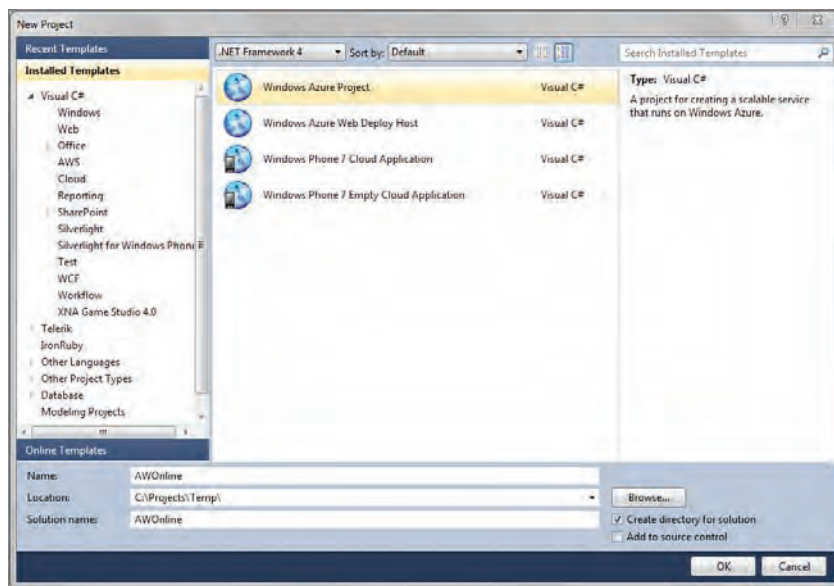 New Project
Recent Templates
Installed Templates
Visual C#
Windows
Web
Office
AWS
Cloud
Reporting
SharePoint
Silverlight
Silverlight for Windows Phone
Test
WCF
Workflow
XNA Game Studio 4.0
Telerik
IronRuby
Other Languages
Other Project Types
Database
Modeling Projects
Online Templates
.NET Framework 4 Sort by: Default
Windows Azure Project Visual C#
Windows Azure Web Deploy Host Visual C#
Windows Phone 7 Cloud Application Visual C#
Windows Phone 7 Empty Cloud Application Visual C#
Search Installed Templates
Type: Visual C#
A project for creating a scalable service
that runs on Windows Azure.
Name: AWOnline
Location: C:\Projects\Temp\ Browse...
Solution name: AWOnline
Create directory for solution
Add to source control
OK Cancel